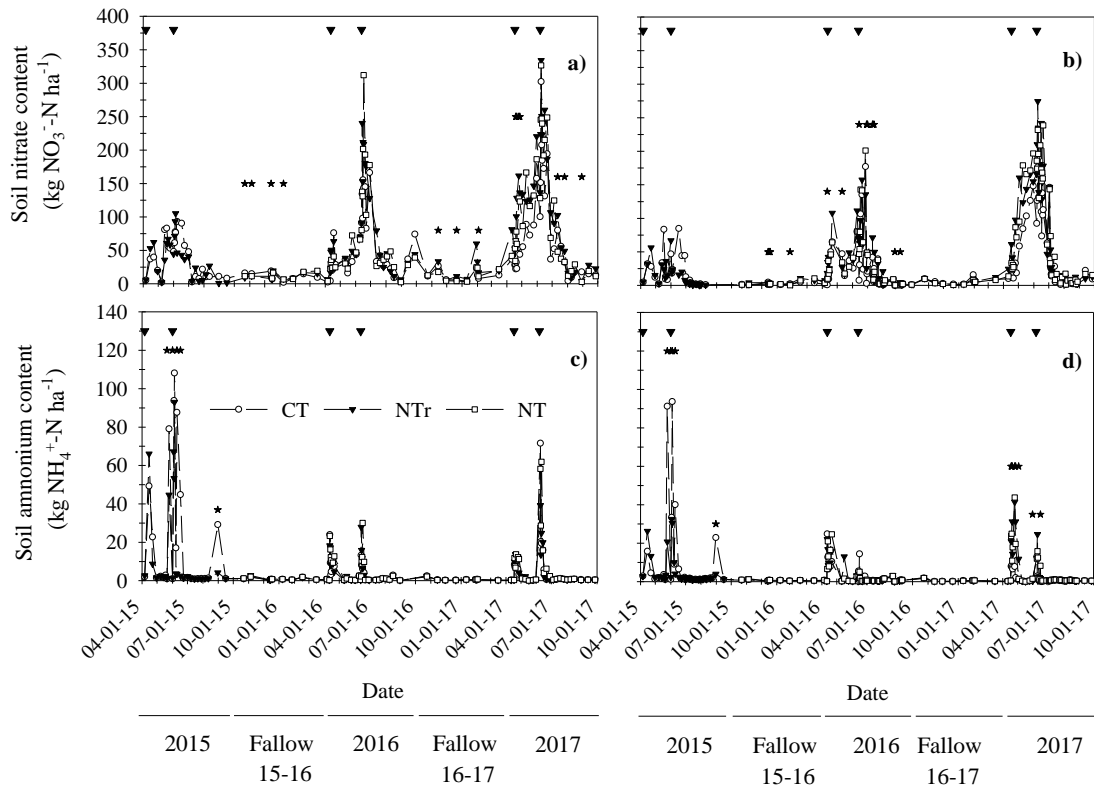 Soil nitrate content
(kg NO₃⁻-N ha⁻¹)
400
350
300
250
200
150
100
50
0
a)
b)
Soil amnonium content
(kg NH₄⁺-N ha⁻¹)
140
120
100
80
60
40
20
0
c)
d)
CT NTr NT
04-01-15 07-01-15 10-01-15 01-01-16 04-01-16 07-01-16 10-01-16 01-01-17 04-01-17 07-01-17 10-01-17
04-01-15 07-01-15 10-01-15 01-01-16 04-01-16 07-01-16 10-01-16 01-01-17 04-01-17 07-01-17 10-01-17
Date
Date
2015 Fallow 2016 Fallow 2017
15-16 16-17
2015 Fallow 2016 Fallow 2017
15-16 16-17